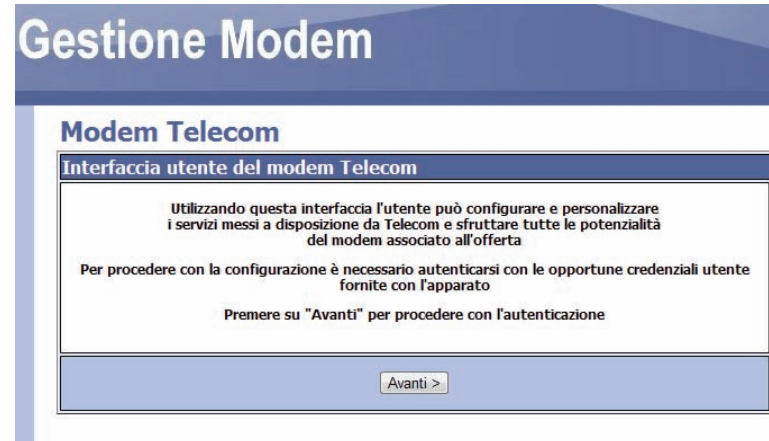 Gestione Modem
Modem Telecom
Interfaccia utente del modem Telecom
Utilizzando questa interfaccia l'utente può configurare e personalizzare
i servizi messi a disposizione da Telecom e sfruttare tutte le potenzialità
del modem associato all'offerta
Per procedere con la configurazione è necessario autenticarsi con le opportune credenziali utente
fornite con l'apparato
Premere su "Avanti" per procedere con l'autenticazione
Avanti >